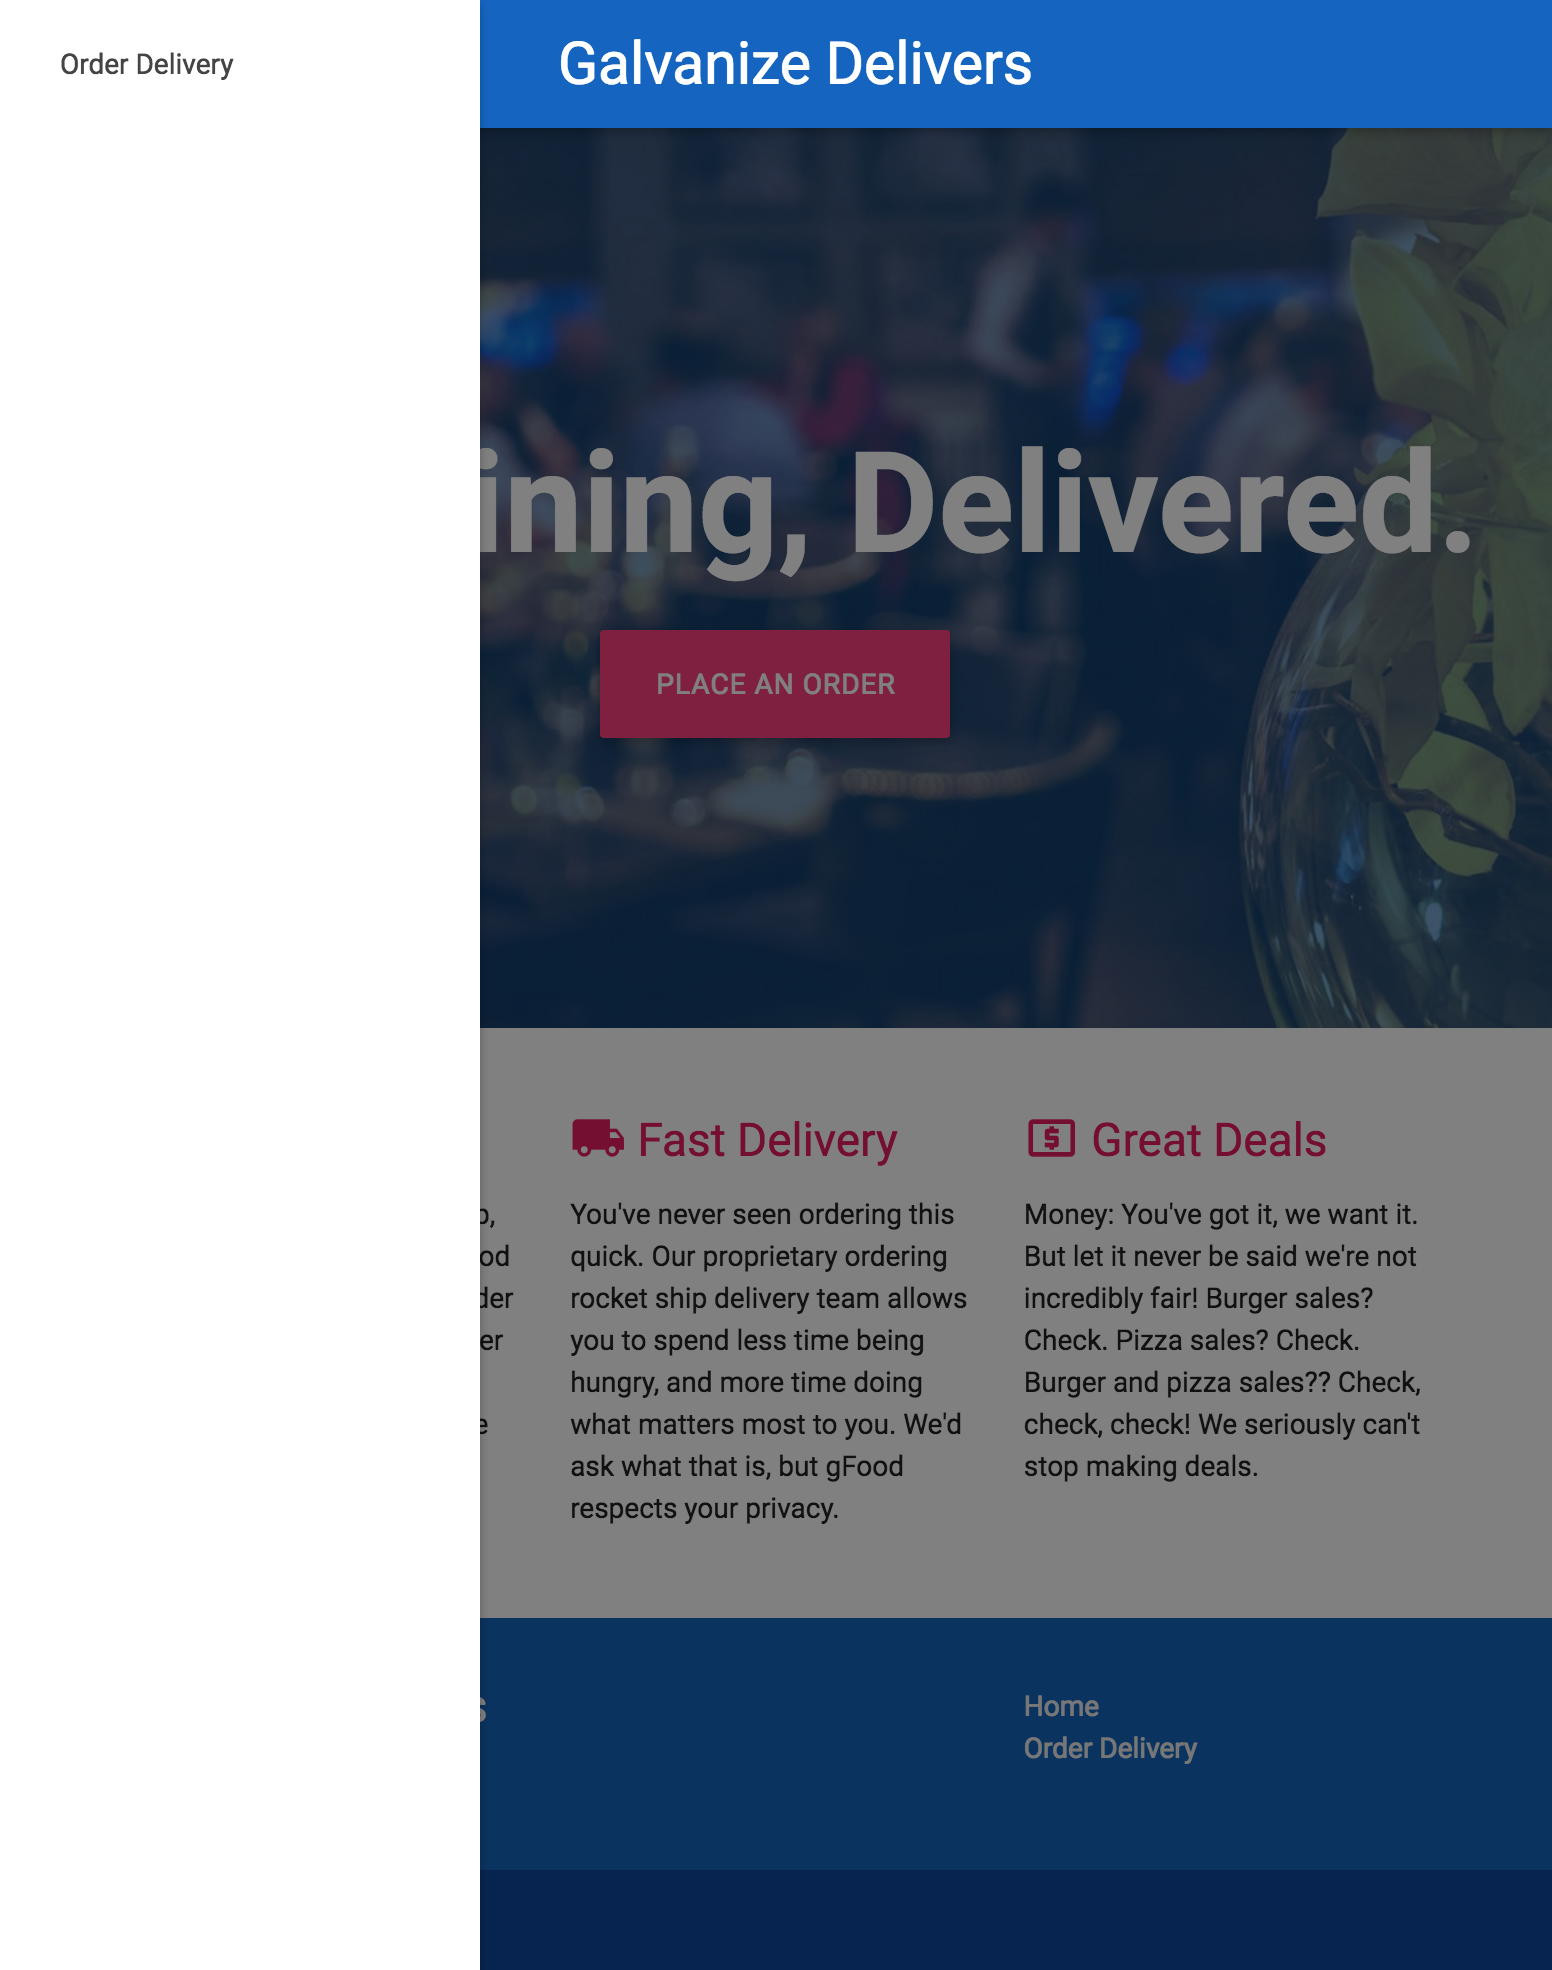 Order Delivery
Galvanize Delivers
ining, Delivered.
PLACE AN ORDER
Fast Delivery
You've never seen ordering this
quick. Our proprietary ordering
rocket ship delivery team allows
you to spend less time being
hungry, and more time doing
what matters most to you. We'd
ask what that is, but gFood
respects your privacy.
Great Deals
Money: You've got it, we want it.
But let it never be said we're not
incredibly fair! Burger sales?
Check. Pizza sales? Check.
Burger and pizza sales?? Check,
check, check! We seriously can't
stop making deals.
Home
Order Delivery